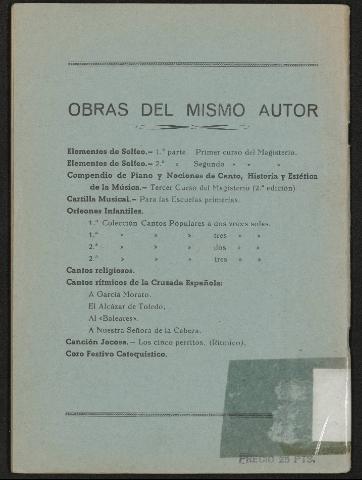 OBRAS DEL MISMO AUTOR
Elementos de Solfeo.— 1.ª parte Primer curso del Magisterio.
Elementos de Solfeo.— 2.ª » Segundo » » »
Compendio de Piano y Nociones de Canto, Historia y Estética
de la Música.— Tercer Curso del Magisterio (2.ª edición)
Cartilla Musical.— Para las Escuelas primarias.
Orfeones Infantiles.
1.ª Colección Cantos Populares a dos voces solas.
1.ª » » » tres » »
2.ª » » » dos » »
2.ª » » » tres » »
Cantos religiosos.
Cantos rítmicos de la Cruzada Española:
A García Morato.
El Alcázar de Toledo.
Al «Baleares».
A Nuestra Señora de la Cabeza.
Canción Jocosa.— Los cinco perritos. (Rítmico).
Coro Festivo Catequístico.
PRECIO 25 PTS.